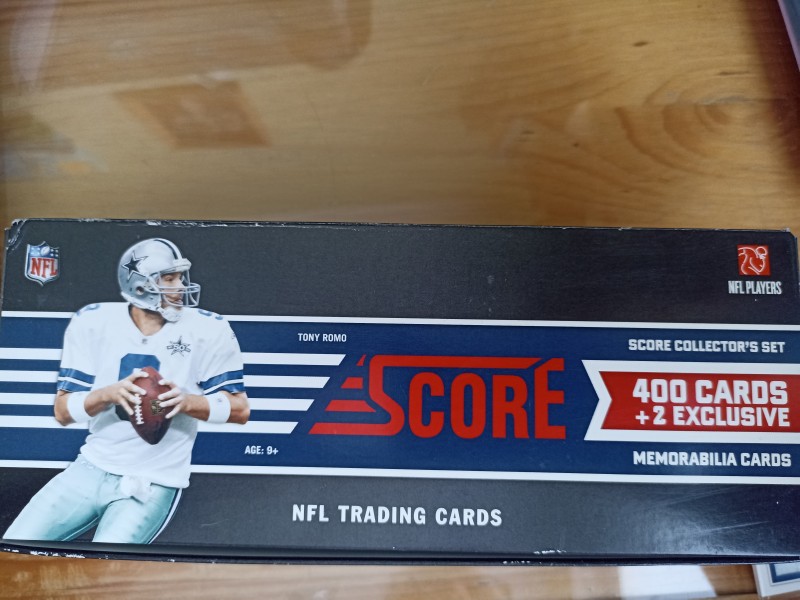 NFL
NFL PLAYERS
TONY ROMO
SCORE COLLECTOR'S SET
SCORE
400 CARDS
+2 EXCLUSIVE
AGE: 9+
MEMORABILIA CARDS
NFL TRADING CARDS